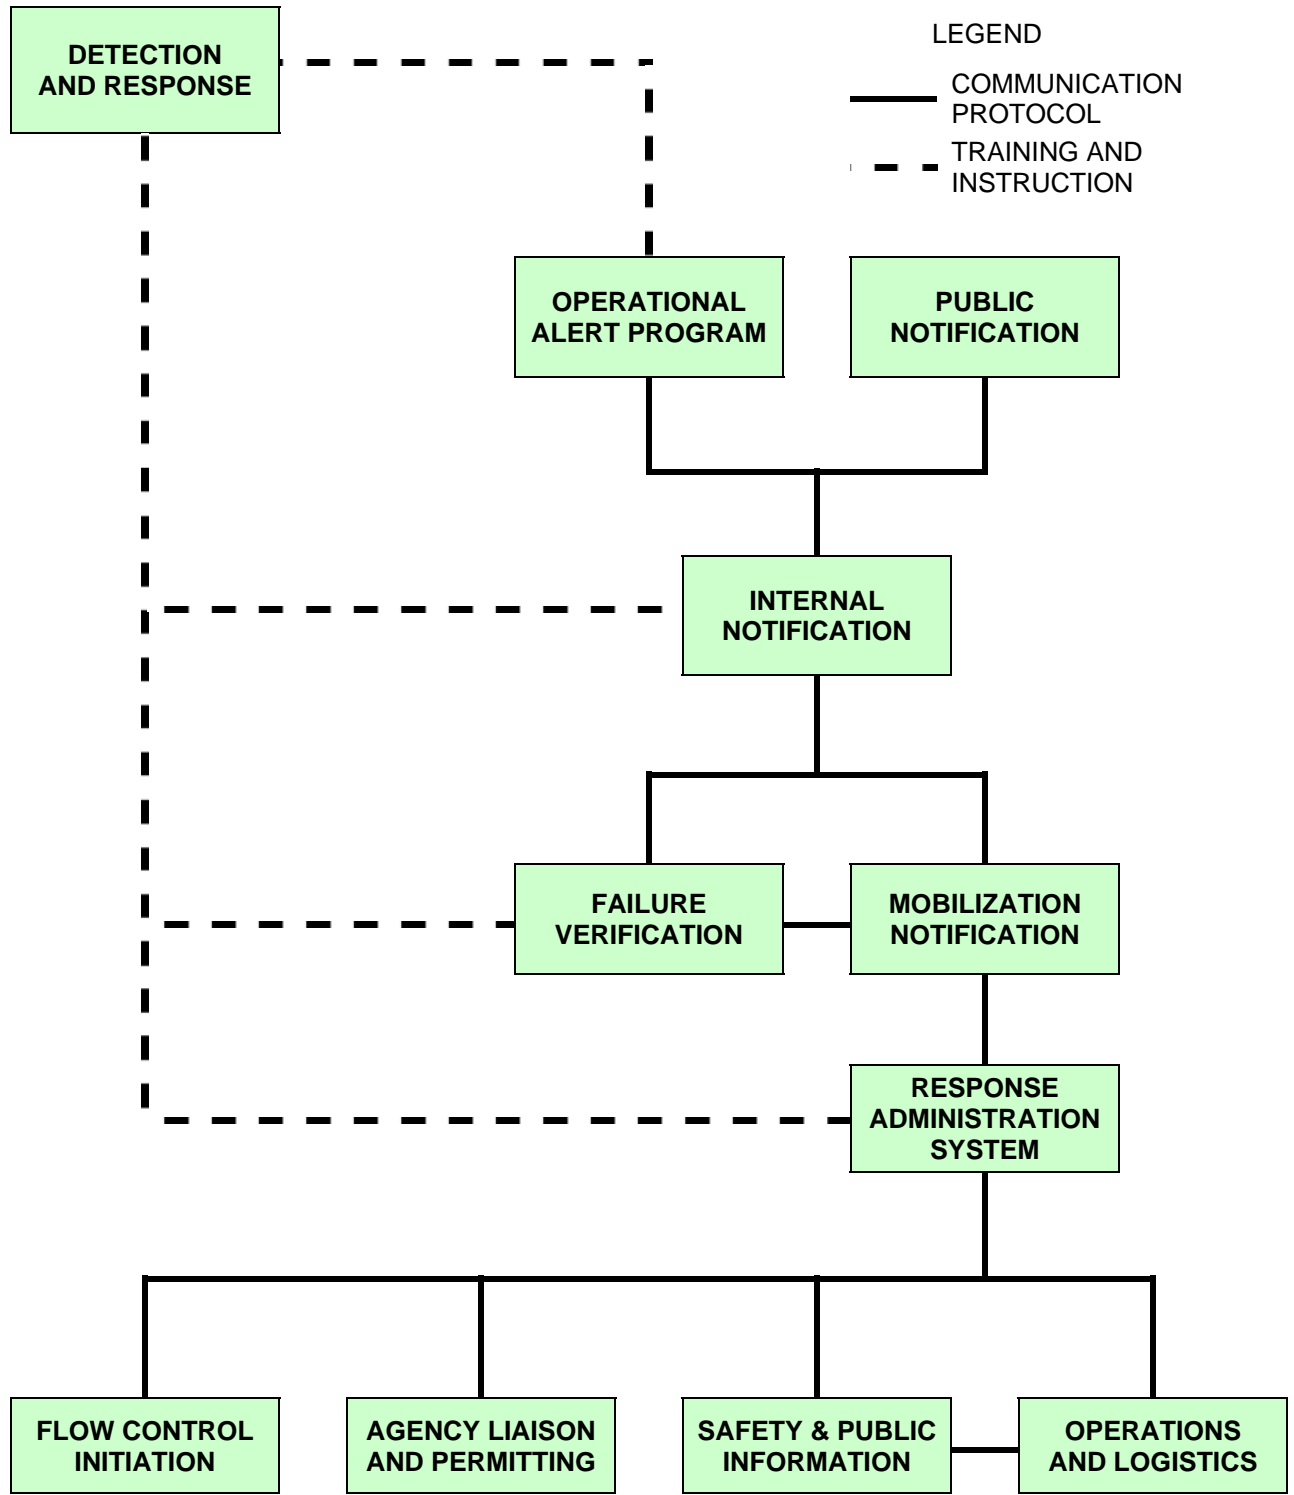 DETECTION
AND RESPONSE
LEGEND
COMMUNICATION
PROTOCOL
TRAINING AND
INSTRUCTION
OPERATIONAL
ALERT PROGRAM
PUBLIC
NOTIFICATION
INTERNAL
NOTIFICATION
FAILURE
VERIFICATION
MOBILIZATION
NOTIFICATION
RESPONSE
ADMINISTRATION
SYSTEM
FLOW CONTROL
INITIATION
AGENCY LIAISON
AND PERMITTING
SAFETY & PUBLIC
INFORMATION
OPERATIONS
AND LOGISTICS